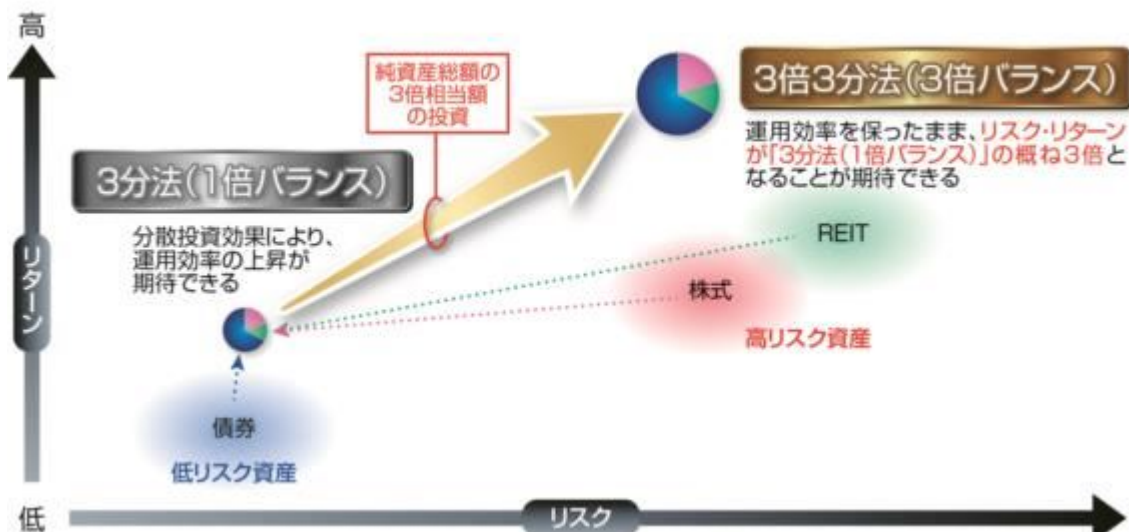 高
純資産総額の
3倍相当額
の投資
3倍3分法(3倍バランス)
運用効率を保ったまま、リスク・リターン
が「3分法(1倍バランス)」の概ね3倍と
なることが期待できる
3分法(1倍バランス)
分散投資効果により、
運用効率の上昇が
期待できる
REIT
株式
高リスク資産
リターン
債券
低リスク資産
低
リスク